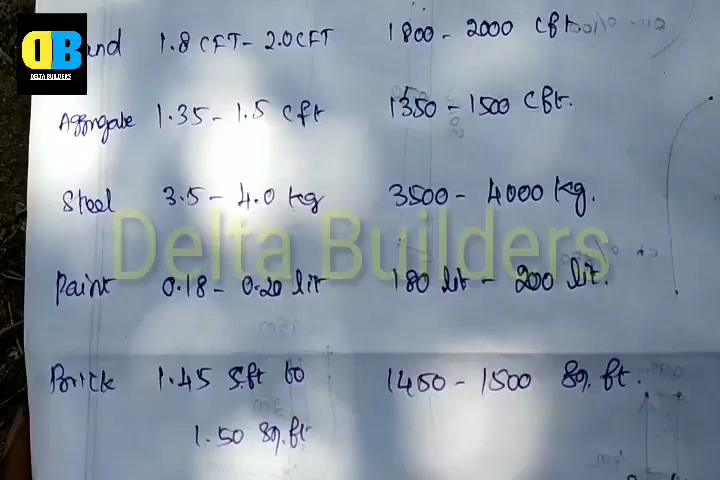 DB
DELTA BUILDERS
nd 1.8 CFT - 2.0 CFT 1800 - 2000 cft
Aggregate 1.35 - 1.5 cft 1350 - 1500 Cft.
Steel 3.5 - 4.0 kg 3500 - 4000 kg.
Delta Builders
Paint 0.18 - 0.20 lit 180 lit - 200 lit.
Brick 1.45 S.ft to 1450 - 1500 Sq. ft.
1.50 Sq.ft